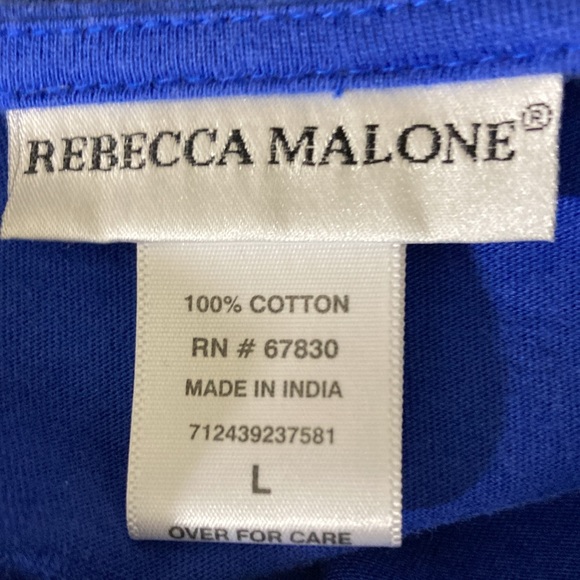 REBECCA MALONE®
100% COTTON
RN # 67830
MADE IN INDIA
712439237581
L
OVER FOR CARE